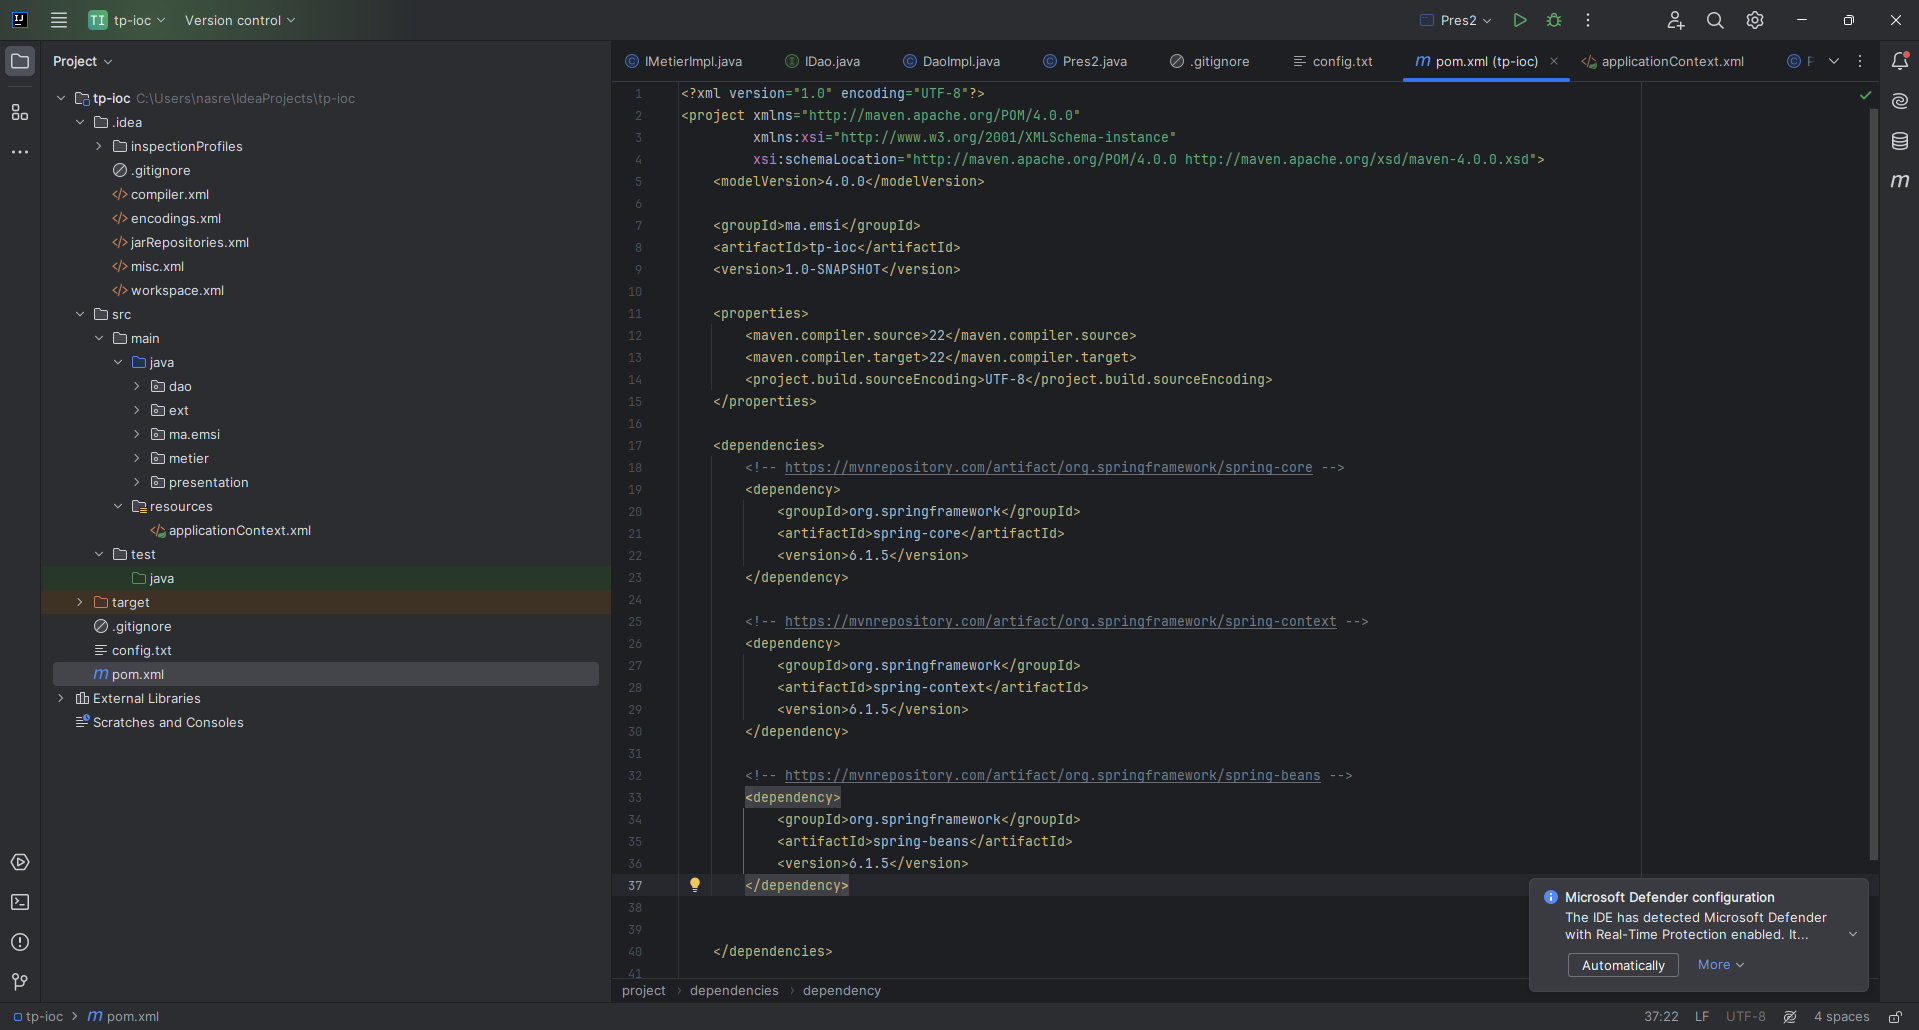 TI tp-ioc Version control Pres2
Project
tp-ioc C:\Users\nasre\IdeaProjects\tp-ioc
.idea
inspectionProfiles
.gitignore
compiler.xml
encodings.xml
jarRepositories.xml
misc.xml
workspace.xml
src
main
java
dao
ext
ma.emsi
metier
presentation
resources
applicationContext.xml
test
java
target
.gitignore
config.txt
pom.xml
External Libraries
Scratches and Consoles
IMetierImpl.java IDao.java DaoImpl.java Pres2.java .gitignore config.txt pom.xml (tp-ioc) applicationContext.xml
1 <?xml version="1.0" encoding="UTF-8"?>
2 <project xmlns="http://maven.apache.org/POM/4.0.0"
3 xmlns:xsi="http://www.w3.org/2001/XMLSchema-instance"
4 xsi:schemaLocation="http://maven.apache.org/POM/4.0.0 http://maven.apache.org/xsd/maven-4.0.0.xsd">
5 <modelVersion>4.0.0</modelVersion>
6
7 <groupId>ma.emsi</groupId>
8 <artifactId>tp-ioc</artifactId>
9 <version>1.0-SNAPSHOT</version>
10
11 <properties>
12 <maven.compiler.source>22</maven.compiler.source>
13 <maven.compiler.target>22</maven.compiler.target>
14 <project.build.sourceEncoding>UTF-8</project.build.sourceEncoding>
15 </properties>
16
17 <dependencies>
18 <!-- https://mvnrepository.com/artifact/org.springframework/spring-core -->
19 <dependency>
20 <groupId>org.springframework</groupId>
21 <artifactId>spring-core</artifactId>
22 <version>6.1.5</version>
23 </dependency>
24
25 <!-- https://mvnrepository.com/artifact/org.springframework/spring-context -->
26 <dependency>
27 <groupId>org.springframework</groupId>
28 <artifactId>spring-context</artifactId>
29 <version>6.1.5</version>
30 </dependency>
31
32 <!-- https://mvnrepository.com/artifact/org.springframework/spring-beans -->
33 <dependency>
34 <groupId>org.springframework</groupId>
35 <artifactId>spring-beans</artifactId>
36 <version>6.1.5</version>
37 </dependency>
38
39
40 </dependencies>
41
Microsoft Defender configuration
The IDE has detected Microsoft Defender
with Real-Time Protection enabled. It...
Automatically More
project > dependencies > dependency
tp-ioc > pom.xml 37:22 LF UTF-8 4 spaces